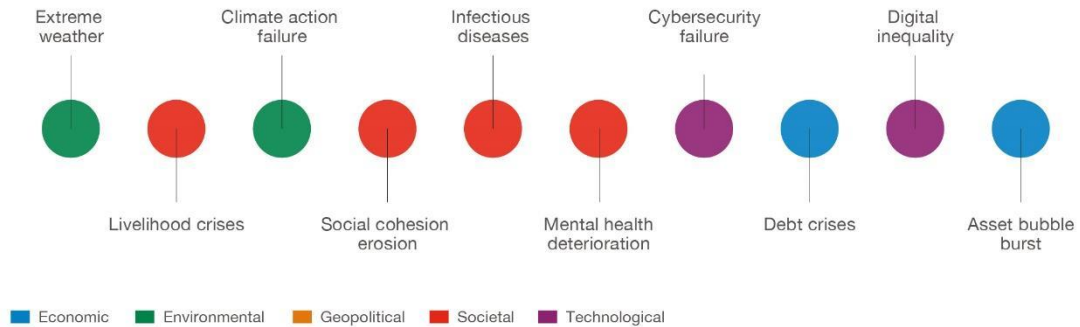 Extreme
weather
Climate action
failure
Infectious
diseases
Cybersecurity
failure
Digital
inequality
Livelihood crises
Social cohesion
erosion
Mental health
deterioration
Debt crises
Asset bubble
burst
Economic
Environmental
Geopolitical
Societal
Technological